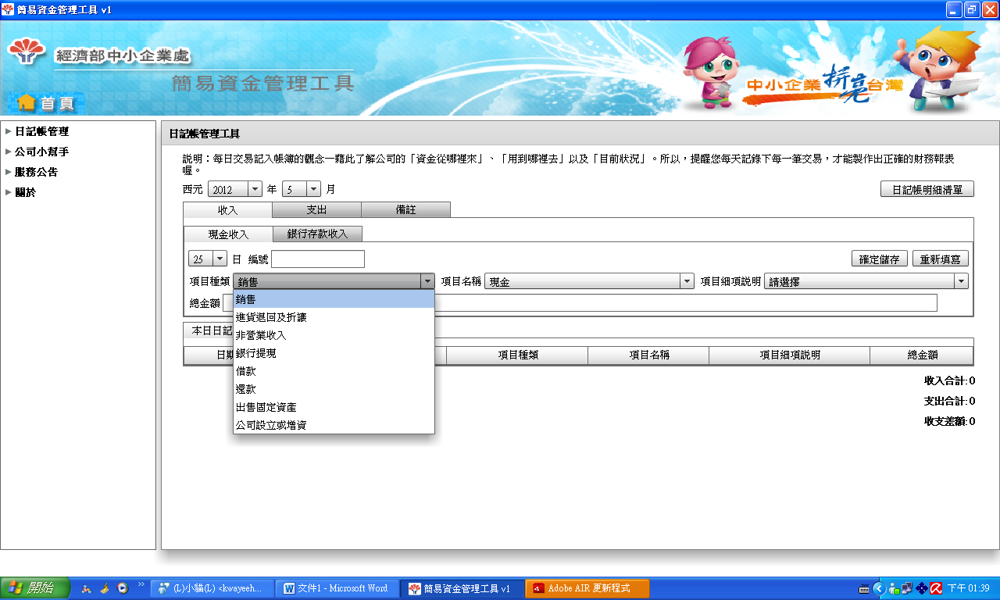 簡易資金管理工具 v1
經濟部中小企業處
簡易資金管理工具
中小企業 拼亮 台灣
首頁
日記帳管理
公司小幫手
服務公告
關於
日記帳管理工具
說明：每日交易記入帳簿的觀念－藉此了解公司的「資金從哪裡來」、「用到哪裡去」以及「目前狀況」。所以，提醒您每天記錄下每一筆交易，才能製作出正確的財務報表
喔。
西元 2012 年 5 月 日記帳明細清單
收入 支出 備註
現金收入 銀行存款收入
25 日 編號 確定儲存 重新填寫
項目種類 銷售 項目名稱 現金 項目細項說明 請選擇
總金額
銷售
進貨退回及折讓
非營業收入
銀行提現
借款
還款
出售固定資產
公司設立或增資
本日日記
日期 項目種類 項目名稱 項目細項說明 總金額
收入合計:0
支出合計:0
收支差額:0
開始 (L)小貓(L) <kwayeeh... 文件1 - Microsoft Word 簡易資金管理工具 v1 Adobe AIR 更新程式 下午 01:39